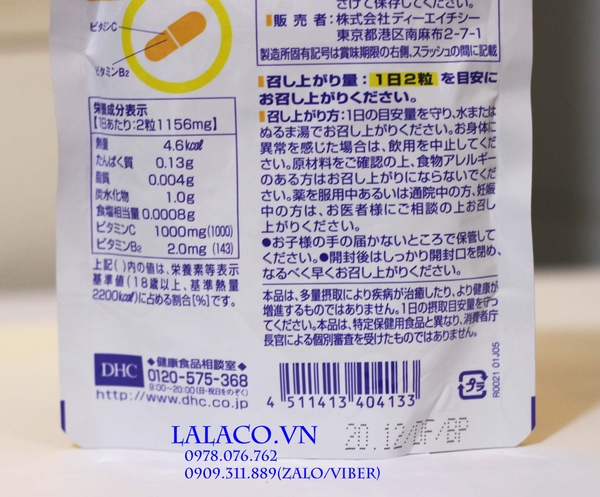 さけて保存してください。
販売者:株式会社ディーエイチシー
東京都港区南麻布2-7-1
製造所固有記号は賞味期限の右側、スラッシュの間に記載
ビタミンC
ビタミンB2
召し上がり量:1日2粒を目安に
お召し上がりください。
召し上がり方:1日の目安量を守り、水または
ぬるま湯でお召し上がりください。お身体に
異常を感じた場合は、飲用を中止してくだ
さい。原材料をご確認の上、食物アレルギー
のある方はお召し上がりにならないでくだ
さい。薬を服用中あるいは通院中の方、妊娠
中の方は、お医者様にご相談の上お召し
上がりください。
●お子様の手の届かないところで保管して
ください。●開封後はしっかり開封口を閉め、
なるべく早くお召し上がりください。
栄養成分表示
[1日あたり:2粒1156mg]
熱量 4.6kcal
たんぱく質 0.13g
脂質 0.004g
炭水化物 1.0g
食塩相当量 0.0008g
ビタミンC 1000mg(1000)
ビタミンB2 2.0mg (143)
上記( )内の値は、栄養素等表示
基準値(18歳以上、基準熱量
2200kcal)に占める割合[%]です。
本品は、多量摂取により疾病が治癒したり、より健康が
増進するものではありません。1日の摂取目安量を守っ
てください。本品は、特定保健用食品と異なり、消費者庁
長官による個別審査を受けたものではありません。
DHC
◆健康食品相談室◆
0120-575-368
9:00〜20:00(日・祝日をのぞく)
http://www.dhc.co.jp
4 511413 404133
プラ
R0021 01J05
20.12/DF/BP
LALACO.VN
0978.076.762
0909.311.889(ZALO/VIBER)